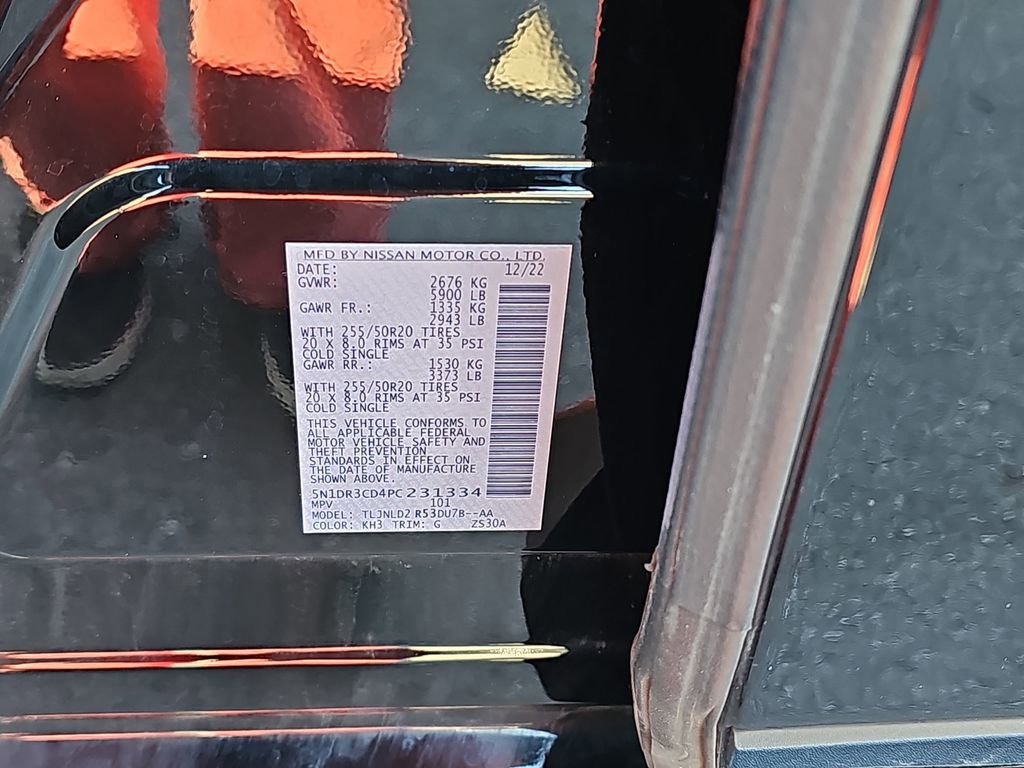 MFD BY NISSAN MOTOR CO., LTD.
DATE: 12/22
GVWR: 2676 KG
5900 LB
GAWR FR.: 1335 KG
2943 LB
WITH 255/50R20 TIRES
20 X 8.0 RIMS AT 35 PSI
COLD SINGLE
GAWR RR.: 1530 KG
3373 LB
WITH 255/50R20 TIRES
20 X 8.0 RIMS AT 35 PSI
COLD SINGLE
THIS VEHICLE CONFORMS TO
ALL APPLICABLE FEDERAL
MOTOR VEHICLE SAFETY AND
THEFT PREVENTION
STANDARDS IN EFFECT ON
THE DATE OF MANUFACTURE
SHOWN ABOVE.
5N1DR3CD4PC231334
MPV 101
MODEL: TLJNLD2 R53DU7B--AA
COLOR: KH3 TRIM: G ZS30A